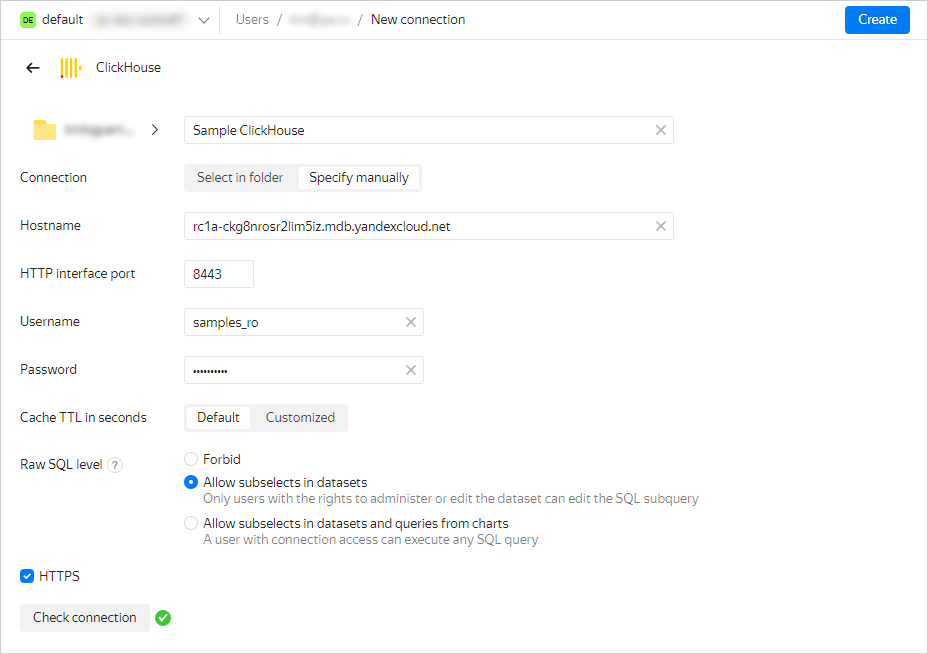 DE default Users / / New connection Create
ClickHouse
Sample ClickHouse
Connection Select in folder Specify manually
Hostname rc1a-ckg8nrosr2lim5iz.mdb.yandexcloud.net
HTTP interface port 8443
Username samples_ro
Password ••••••••••
Cache TTL in seconds Default Customized
Raw SQL level ? Forbid
Allow subselects in datasets
Only users with the rights to administer or edit the dataset can edit the SQL subquery
Allow subselects in datasets and queries from charts
A user with connection access can execute any SQL query
HTTPS
Check connection